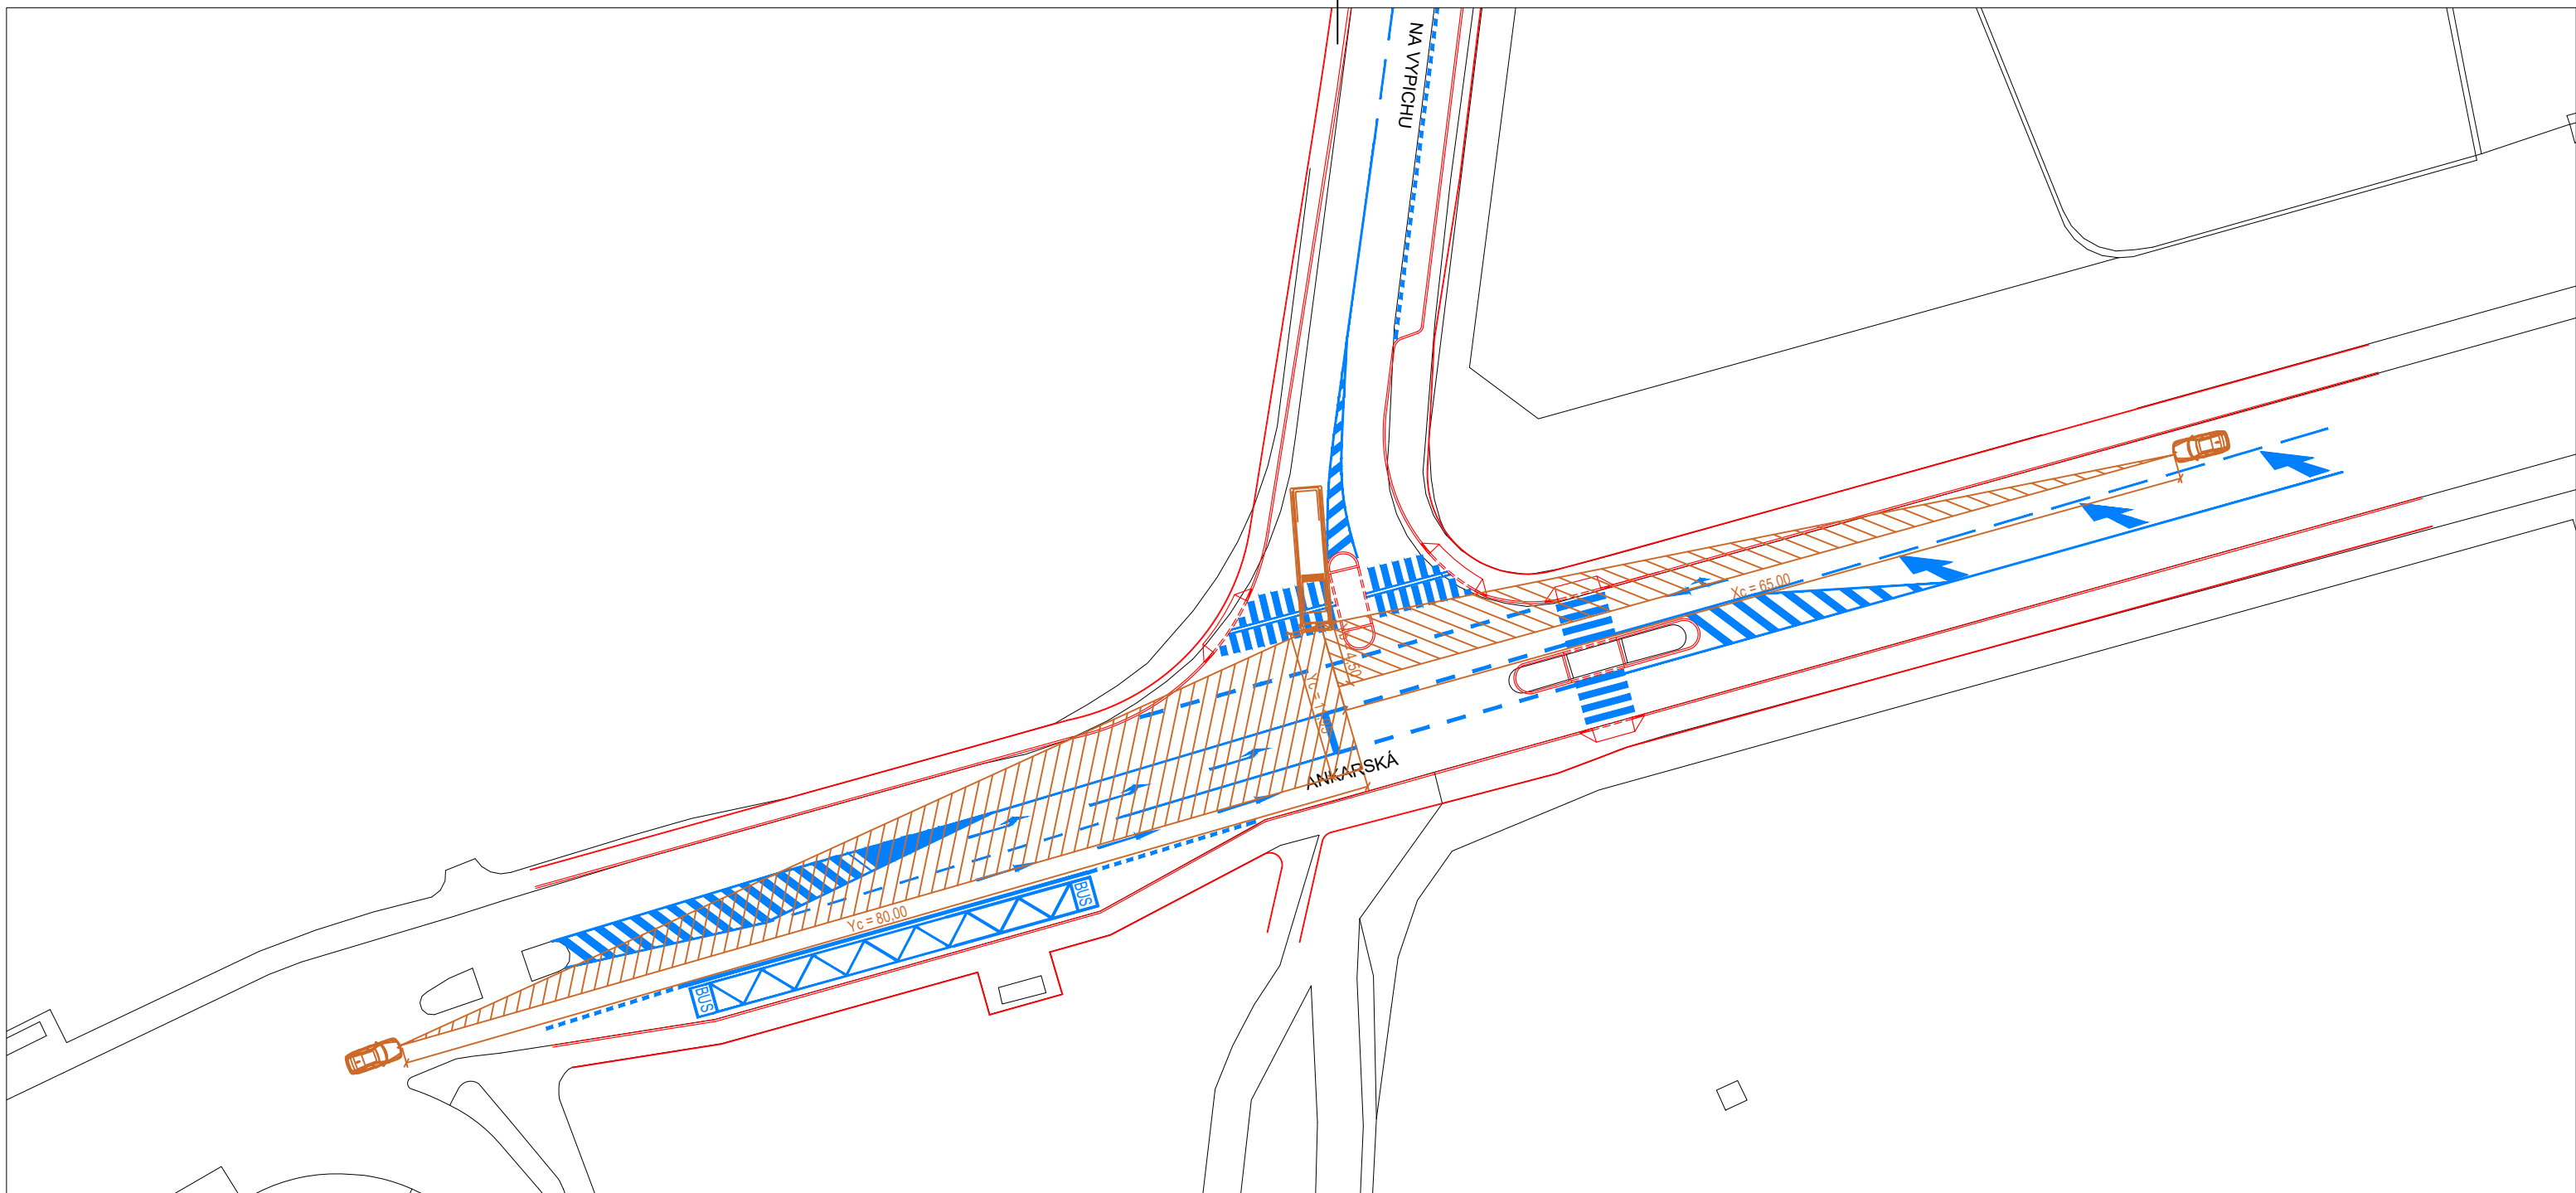 NA VYPICHU
Xc = 65,00
ANKARSKÁ
Yc = 80,00
BUS
BUS